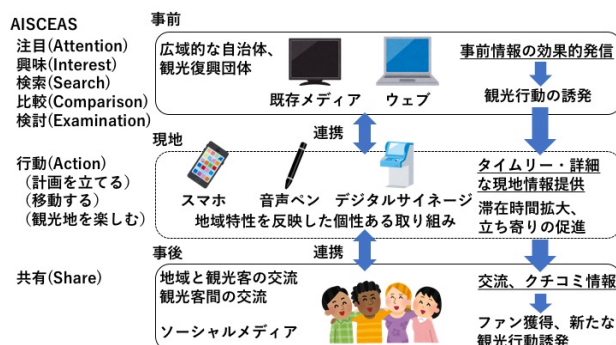 AISCEAS
注目(Attention)
興味(Interest)
検索(Search)
比較(Comparison)
検討(Examination)
行動(Action)
（計画を立てる）
（移動する）
（観光地を楽しむ）
共有(Share)
事前
広域的な自治体、
観光復興団体
既存メディア
ウェブ
事前情報の効果的発信
観光行動の誘発
連携
現地
スマホ
音声ペン
デジタルサイネージ
地域特性を反映した個性ある取り組み
タイムリー・詳細
な現地情報提供
滞在時間拡大、
立ち寄りの促進
連携
事後
地域と観光客の交流
観光客間の交流
ソーシャルメディア
交流、クチコミ情報
ファン獲得、新たな
観光行動誘発